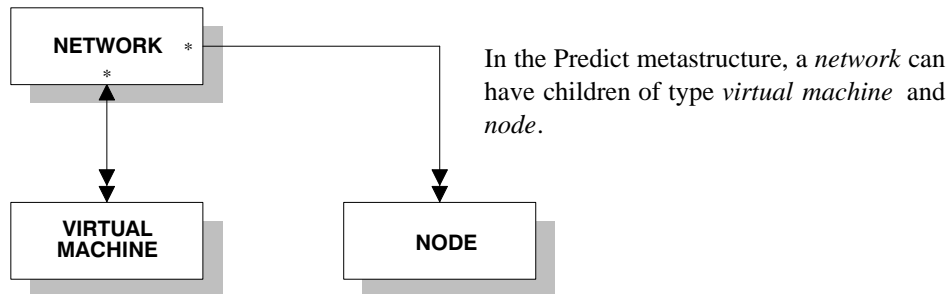 NETWORK *
*
In the Predict metastructure, a network can
have children of type virtual machine and
node.
VIRTUAL
MACHINE
NODE